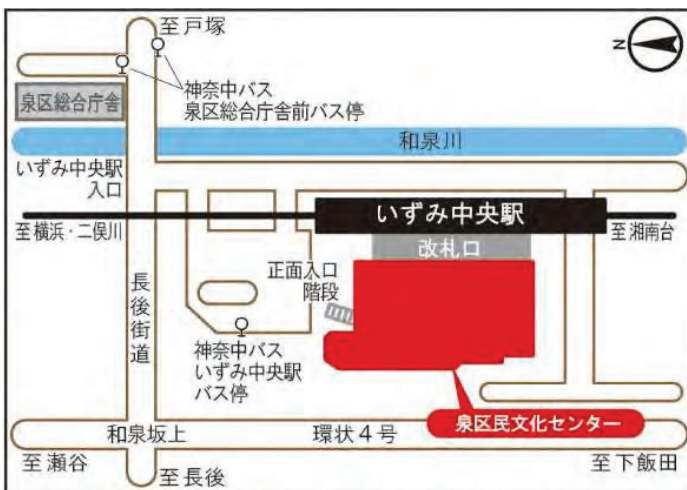 至戸塚
N
神奈中バス
泉区総合庁舎前バス停
泉区総合庁舎
和泉川
いずみ中央駅
入口
いずみ中央駅
至横浜・二俣川
至湘南台
改札口
正面入口
階段
長後街道
神奈中バス
いずみ中央駅
バス停
泉区民文化センター
和泉坂上
環状4号
至瀬谷
至長後
至下飯田